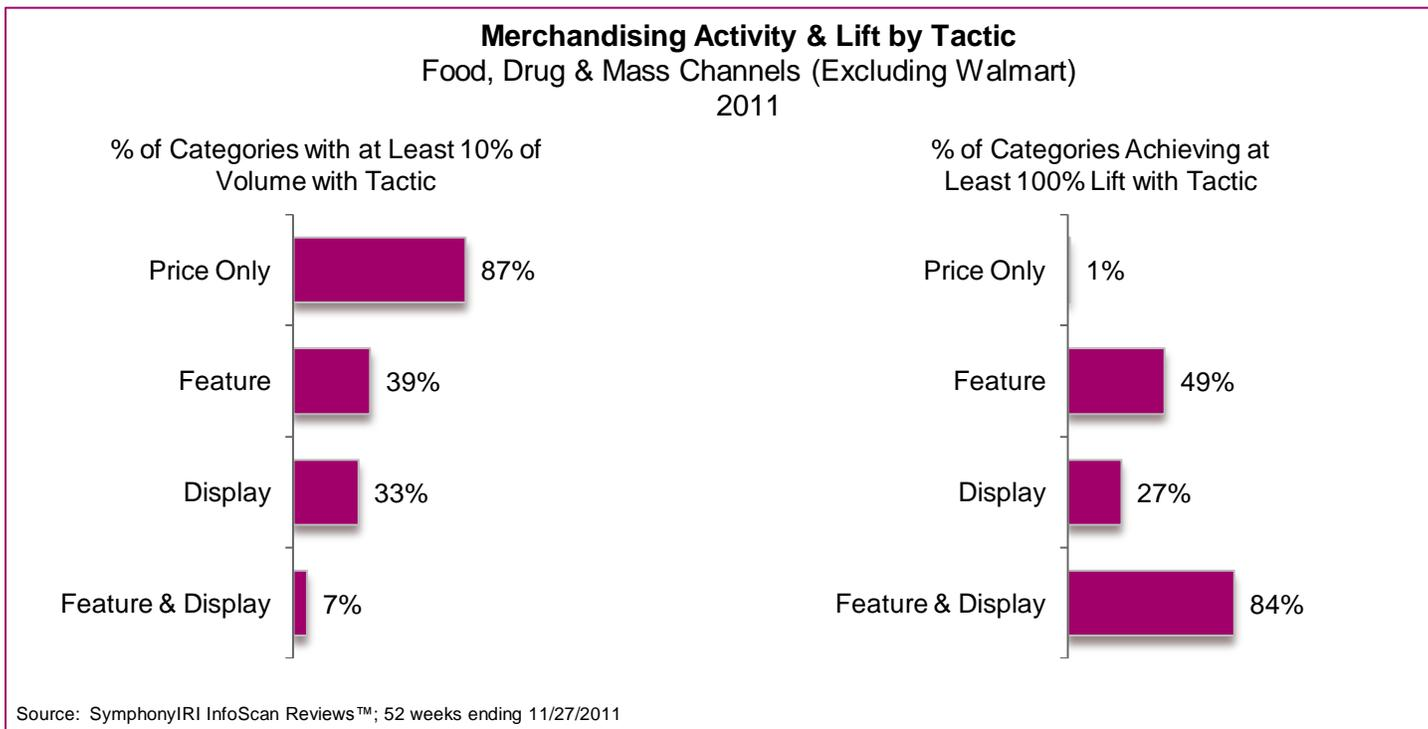 Merchandising Activity & Lift by Tactic
Food, Drug & Mass Channels (Excluding Walmart)
2011
% of Categories with at Least 10% of
Volume with Tactic
Price Only
87%
Feature
39%
Display
33%
Feature & Display
7%
% of Categories Achieving at
Least 100% Lift with Tactic
Price Only
1%
Feature
49%
Display
27%
Feature & Display
84%
Source: SymphonyIRI InfoScan Reviews™; 52 weeks ending 11/27/2011